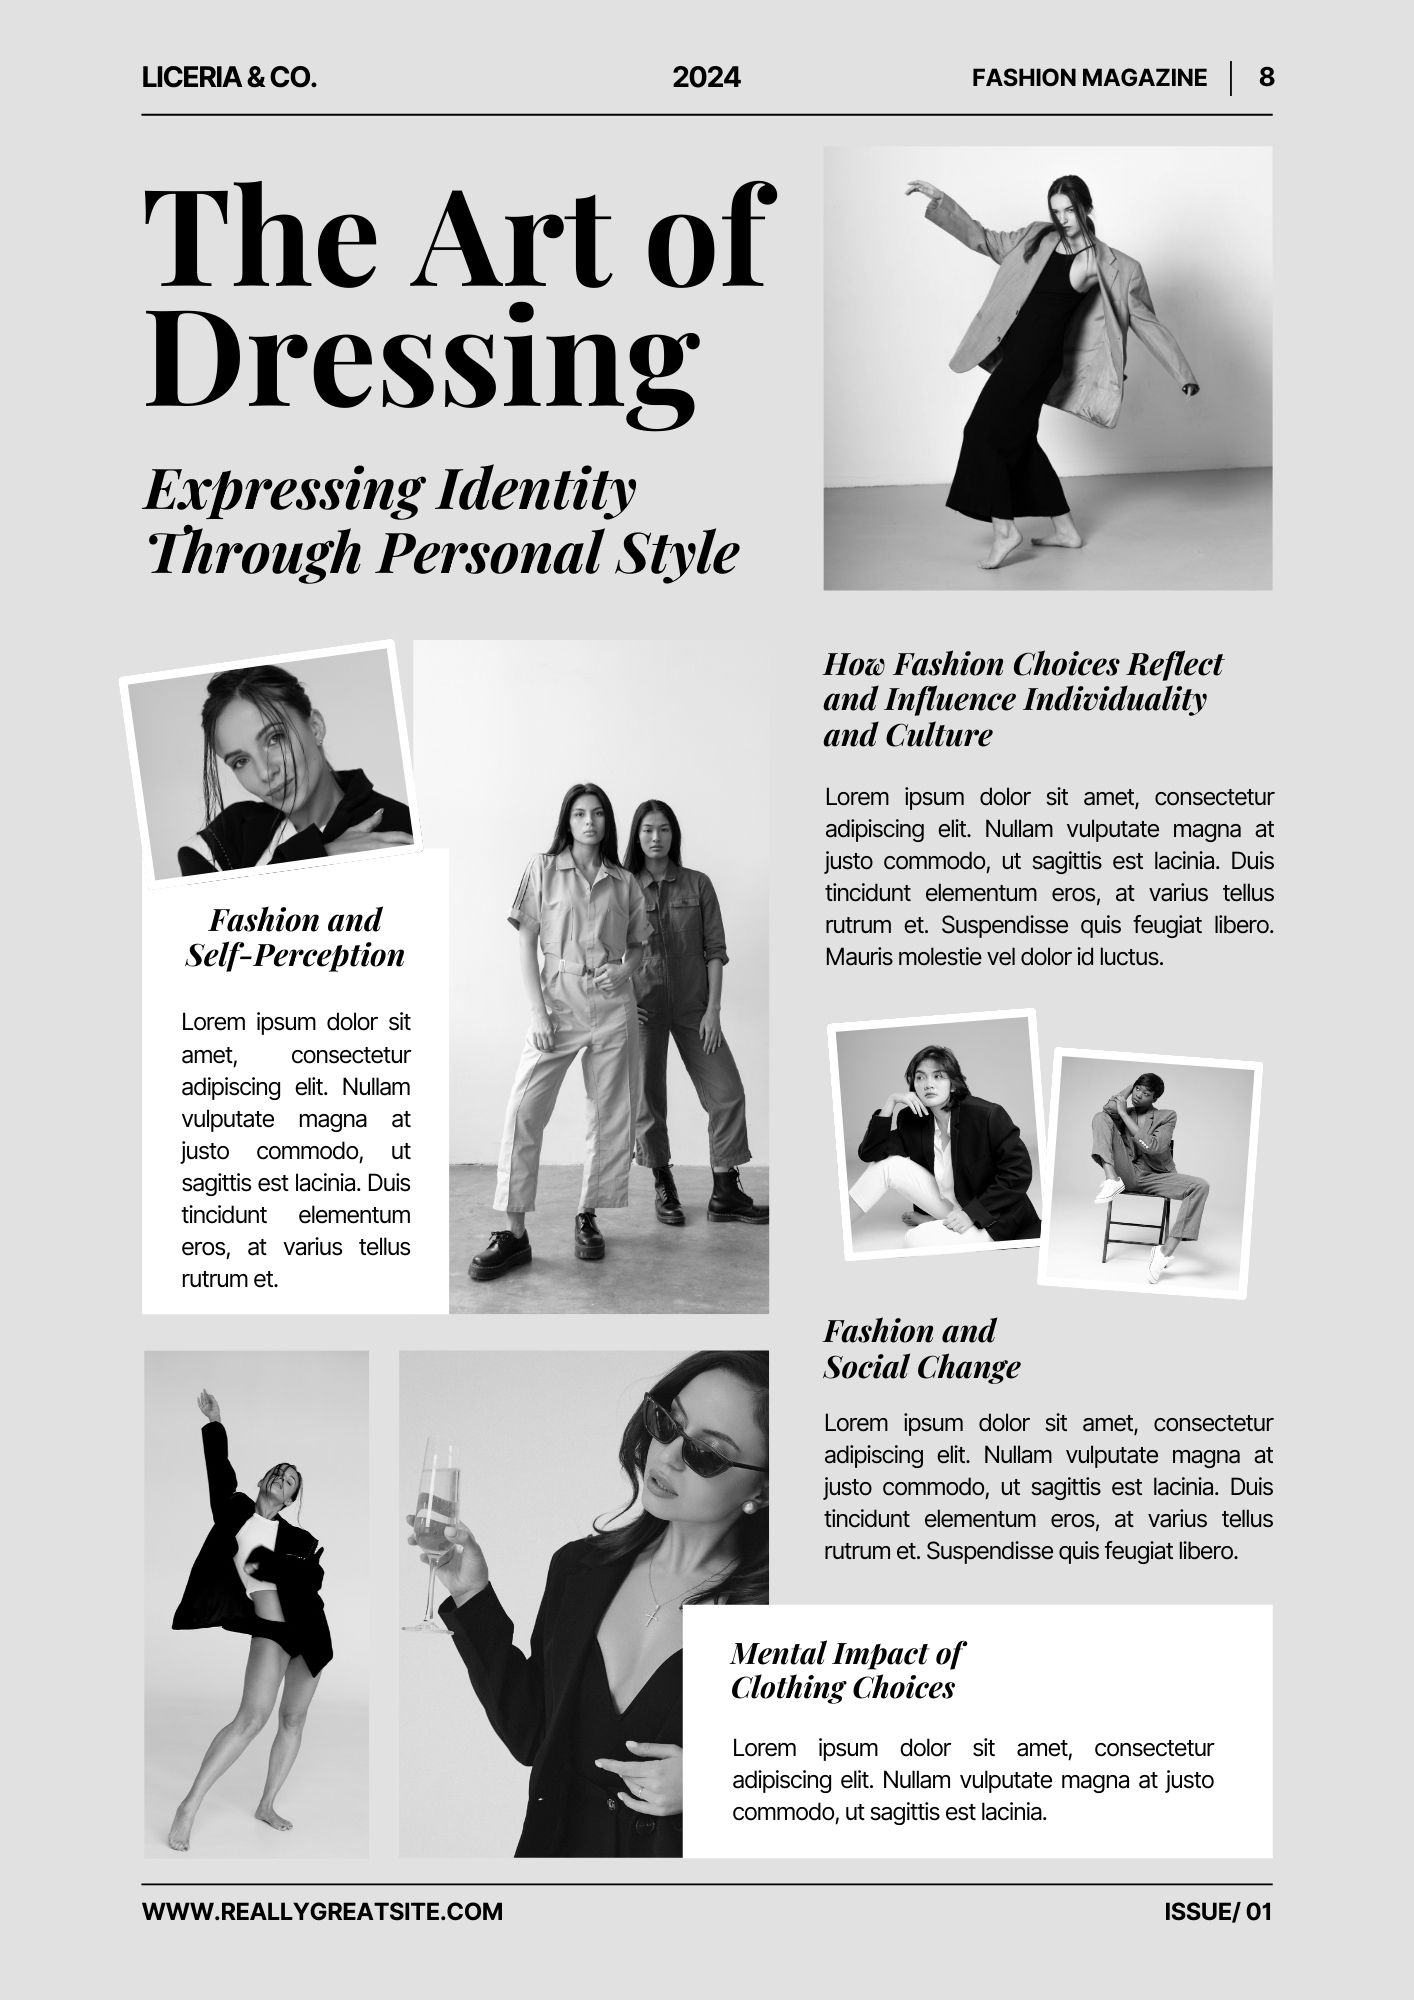 LICERIA & CO.
2024
FASHION MAGAZINE
8
The Art of
Dressing
Expressing Identity
Through Personal Style
Fashion and
Self-Perception
Lorem ipsum dolor sit
amet, consectetur
adipiscing elit. Nullam
vulputate magna at
justo commodo, ut
sagittis est lacinia. Duis
tincidunt elementum
eros, at varius tellus
rutrum et.
How Fashion Choices Reflect
and Influence Individuality
and Culture
Lorem ipsum dolor sit amet, consectetur
adipiscing elit. Nullam vulputate magna at
justo commodo, ut sagittis est lacinia. Duis
tincidunt elementum eros, at varius tellus
rutrum et. Suspendisse quis feugiat libero.
Mauris molestie vel dolor id luctus.
Fashion and
Social Change
Lorem ipsum dolor sit amet, consectetur
adipiscing elit. Nullam vulputate magna at
justo commodo, ut sagittis est lacinia. Duis
tincidunt elementum eros, at varius tellus
rutrum et. Suspendisse quis feugiat libero.
Mental Impact of
Clothing Choices
Lorem ipsum dolor sit amet, consectetur
adipiscing elit. Nullam vulputate magna at justo
commodo, ut sagittis est lacinia.
WWW.REALLYGREATSITE.COM
ISSUE/ 01